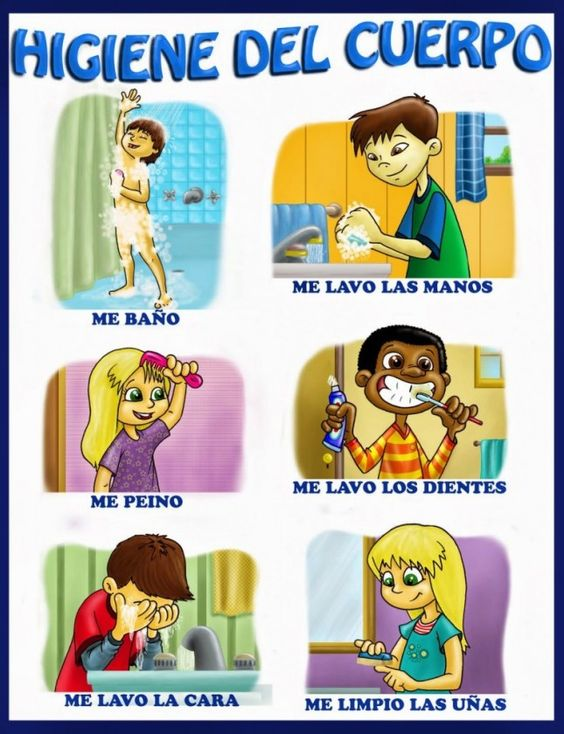 HIGIENE DEL CUERPO
ME BAÑO
ME LAVO LAS MANOS
ME PEINO
ME LAVO LOS DIENTES
ME LAVO LA CARA
ME LIMPIO LAS UÑAS